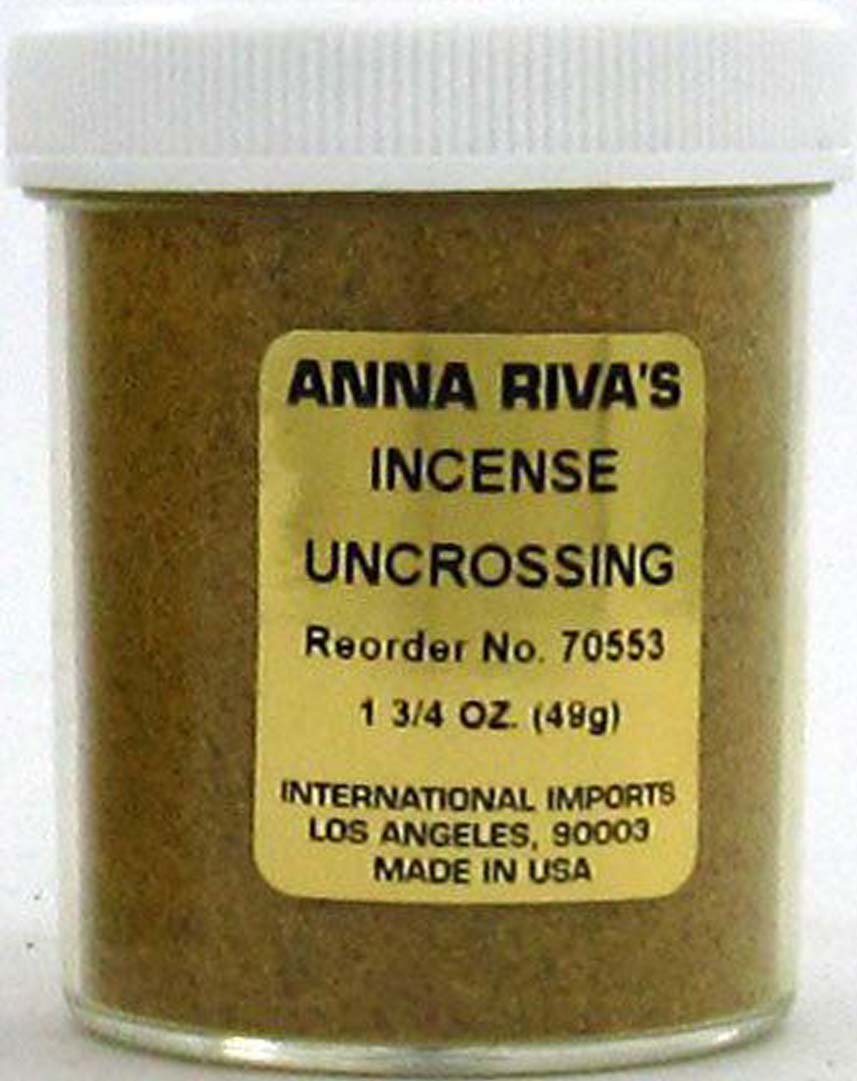 ANNA RIVA'S
INCENSE
UNCROSSING
Reorder No. 70553
1 3/4 OZ. (49g)
INTERNATIONAL IMPORTS
LOS ANGELES, 90003
MADE IN USA